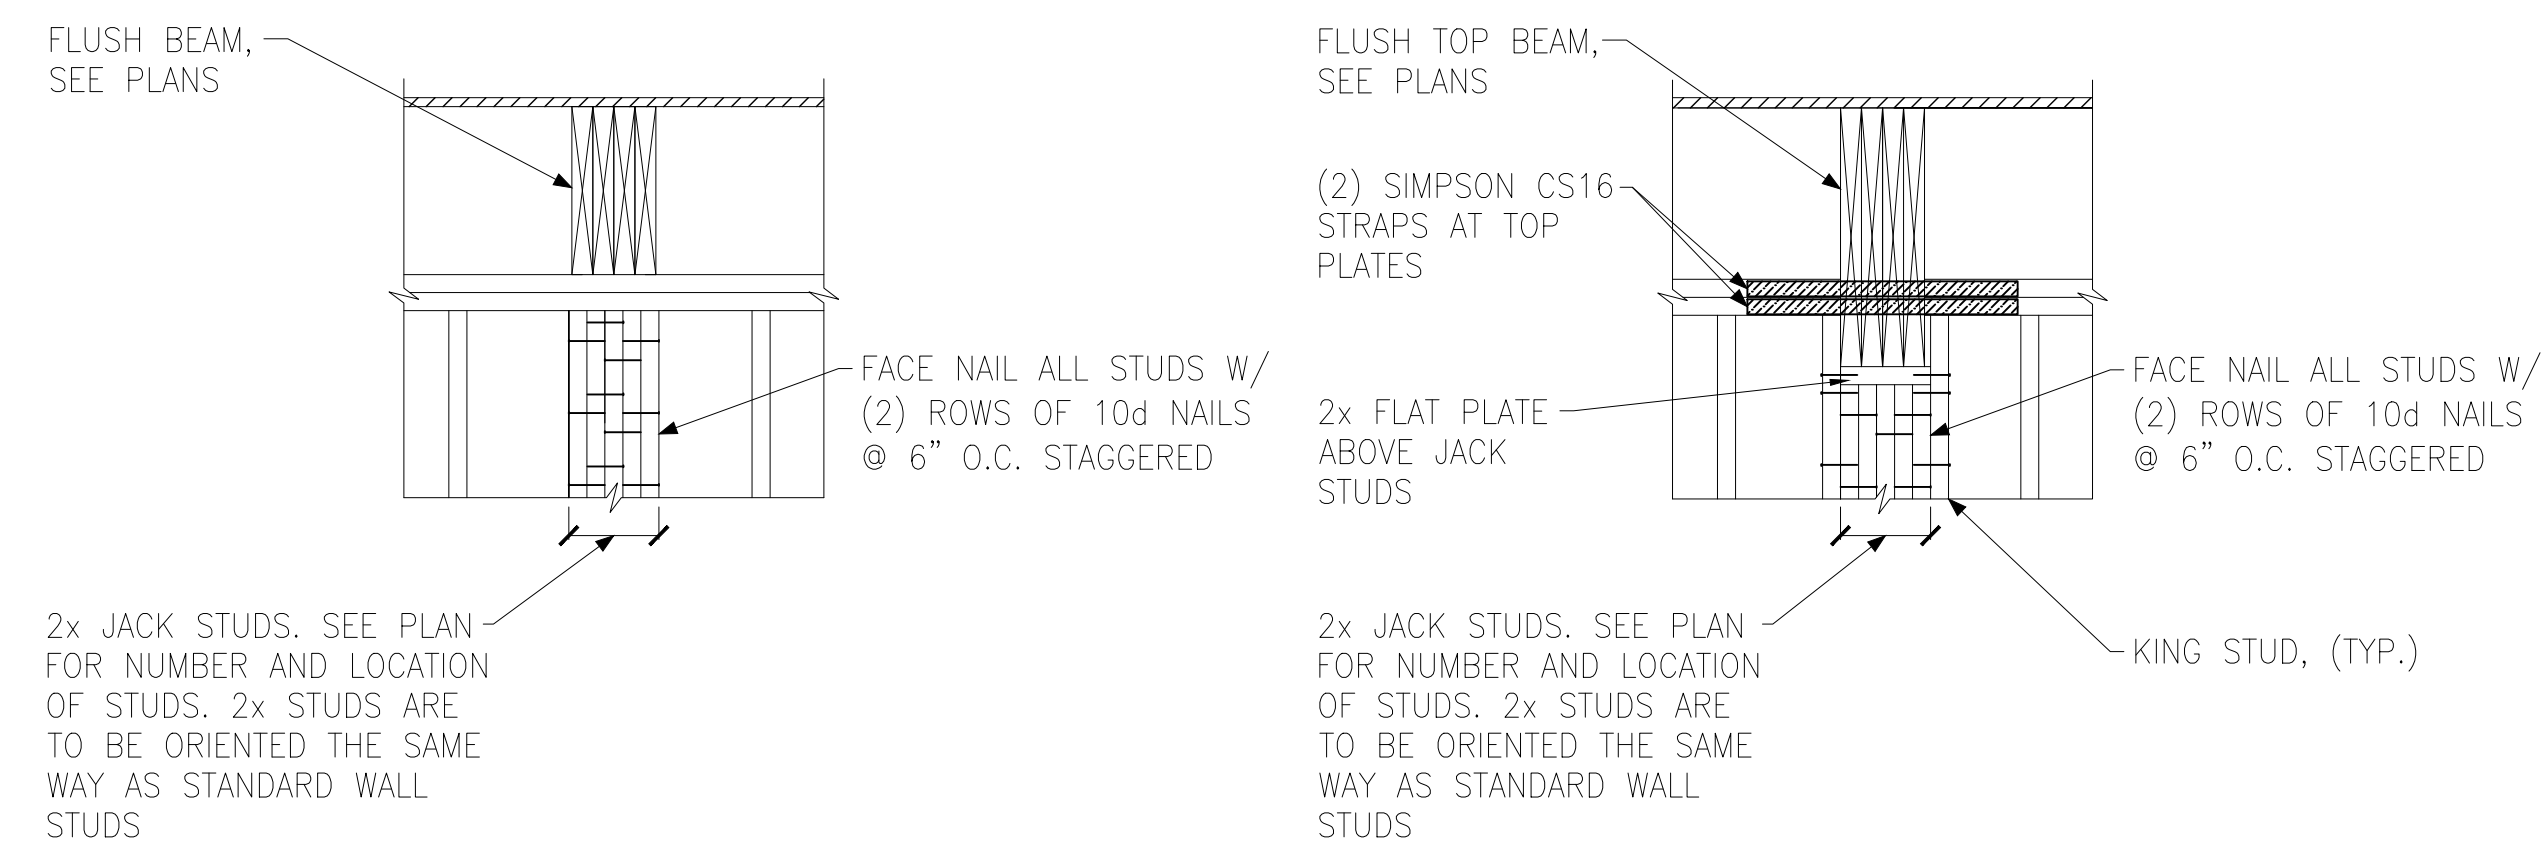 FLUSH BEAM,
SEE PLANS
FACE NAIL ALL STUDS W/
(2) ROWS OF 10d NAILS
@ 6" O.C. STAGGERED
2x JACK STUDS. SEE PLAN
FOR NUMBER AND LOCATION
OF STUDS. 2x STUDS ARE
TO BE ORIENTED THE SAME
WAY AS STANDARD WALL
STUDS
FLUSH TOP BEAM,
SEE PLANS
(2) SIMPSON CS16
STRAPS AT TOP
PLATES
2x FLAT PLATE
ABOVE JACK
STUDS
FACE NAIL ALL STUDS W/
(2) ROWS OF 10d NAILS
@ 6" O.C. STAGGERED
2x JACK STUDS. SEE PLAN
FOR NUMBER AND LOCATION
OF STUDS. 2x STUDS ARE
TO BE ORIENTED THE SAME
WAY AS STANDARD WALL
STUDS
KING STUD, (TYP.)